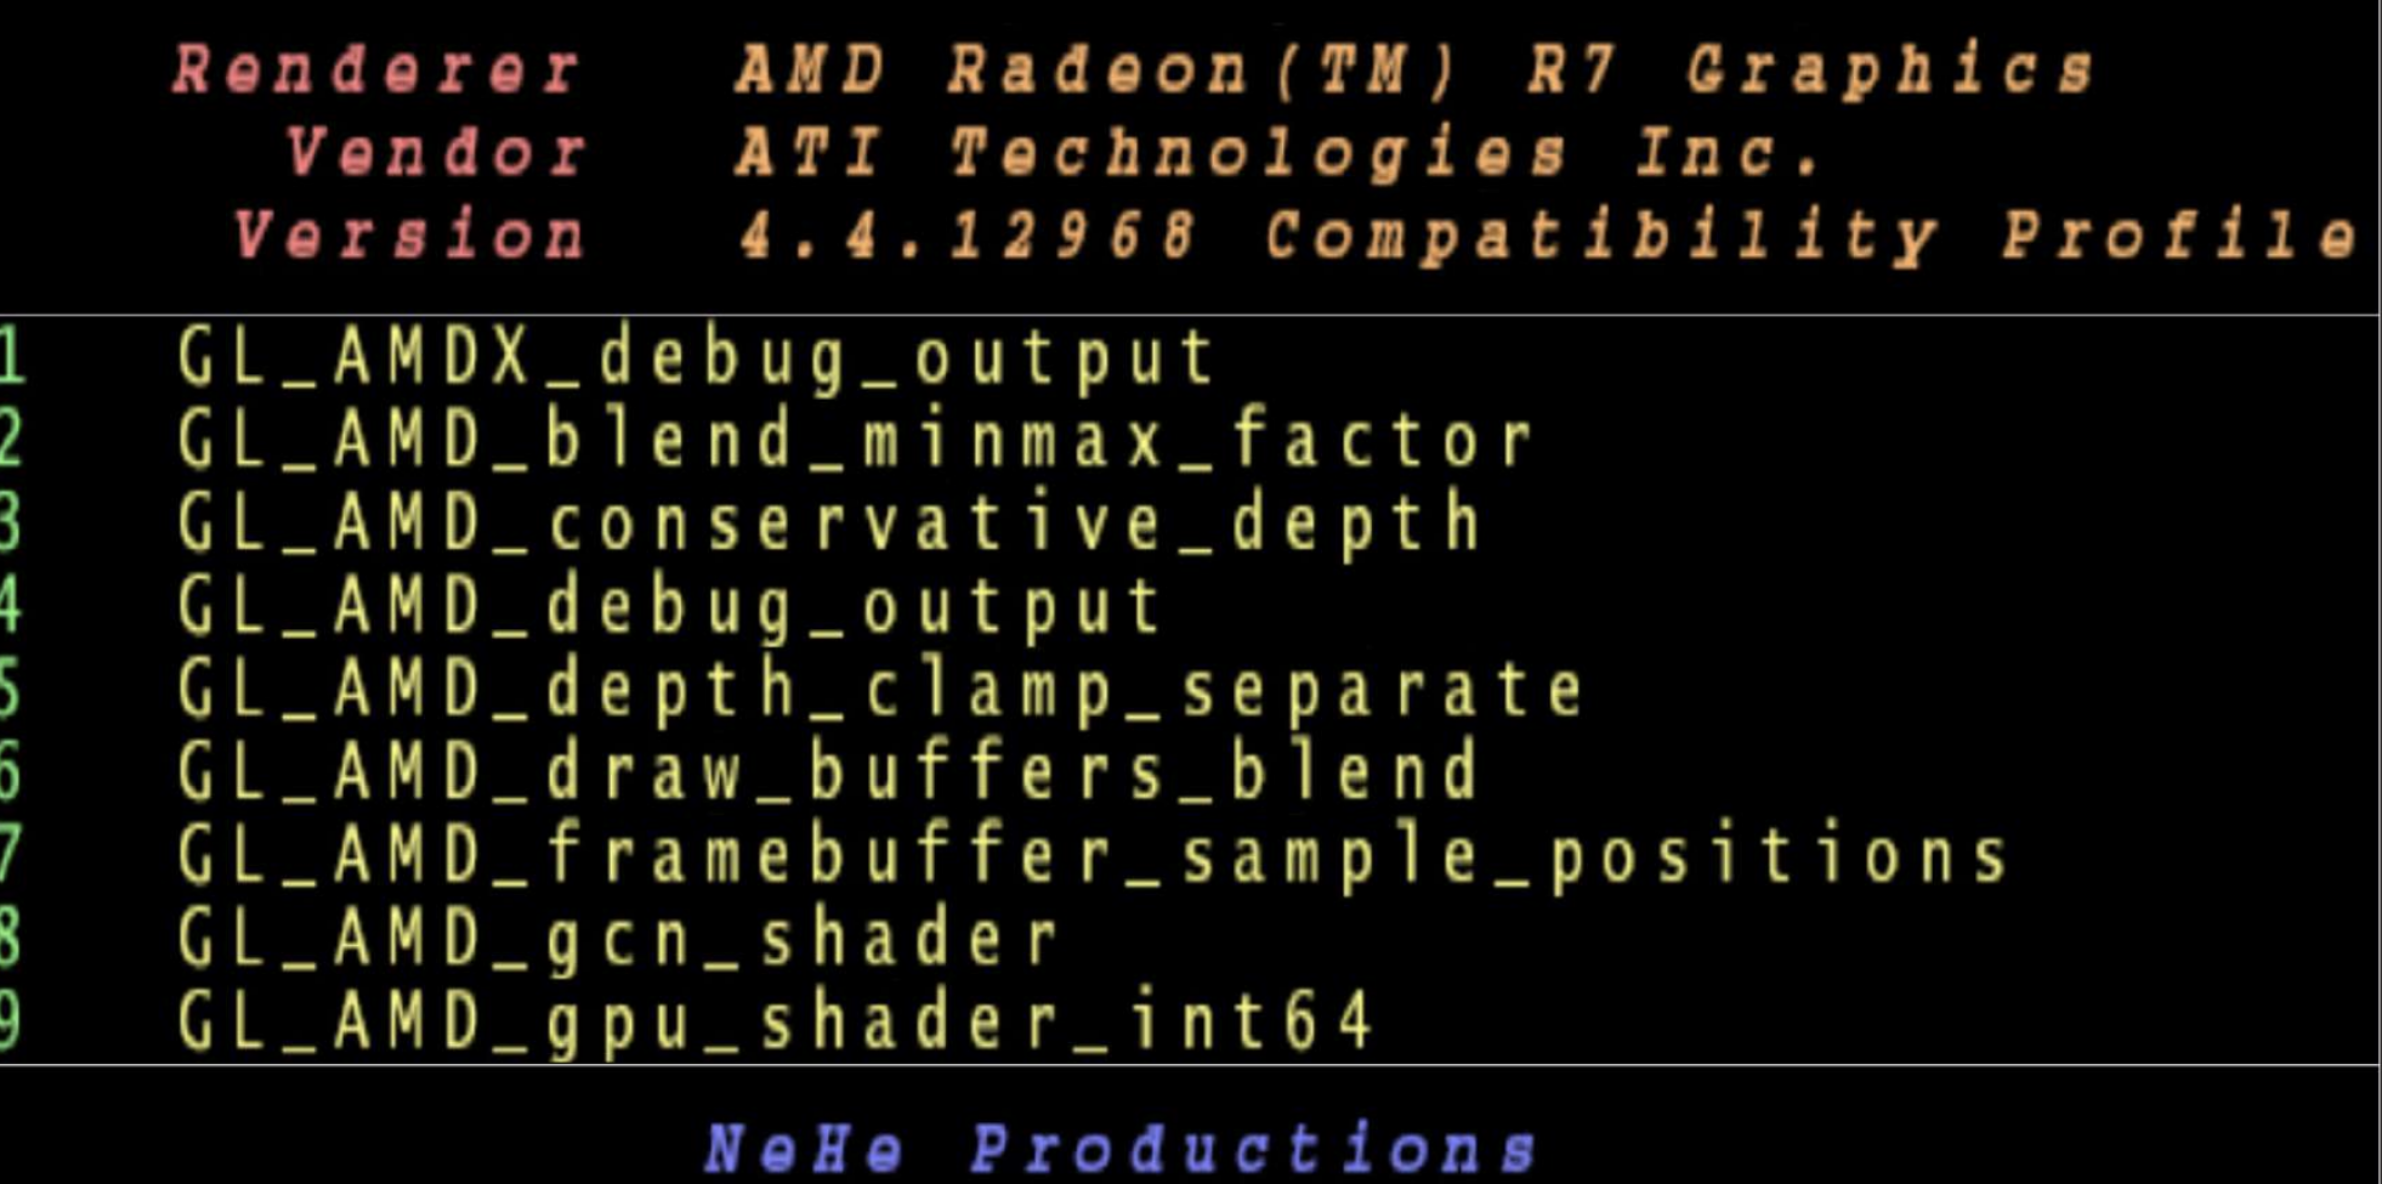 Renderer AMD Radeon(TM) R7 Graphics
Vendor ATI Technologies Inc.
Version 4.4.12968 Compatibility Profile
1 GL_AMDX_debug_output
2 GL_AMD_blend_minmax_factor
3 GL_AMD_conservative_depth
4 GL_AMD_debug_output
5 GL_AMD_depth_clamp_separate
6 GL_AMD_draw_buffers_blend
7 GL_AMD_framebuffer_sample_positions
8 GL_AMD_gcn_shader
9 GL_AMD_gpu_shader_int64
NeHe Productions